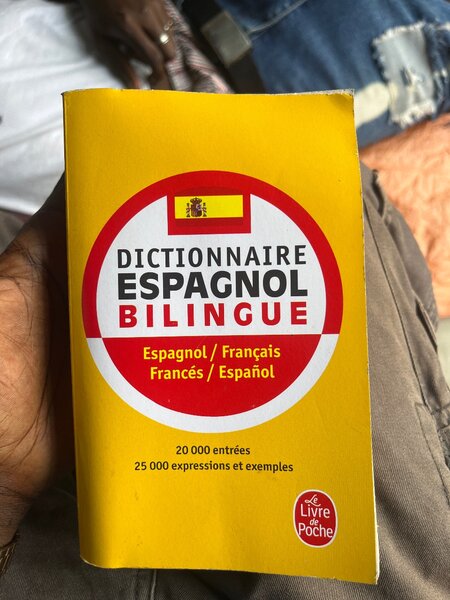 DICTIONNAIRE
ESPAGNOL
BILINGUE
Espagnol / Français
Francés / Español
20 000 entrées
25 000 expressions et exemples
Le
Livre
de
Poche